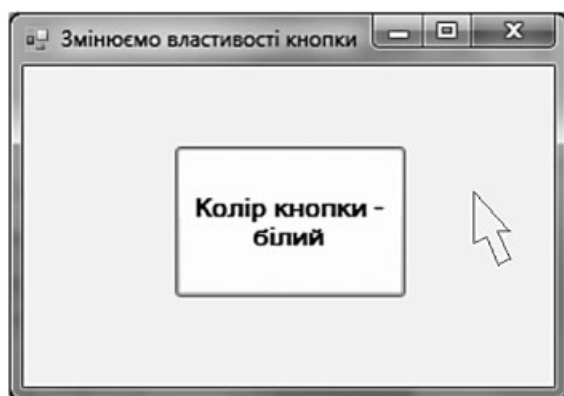 Змінюємо властивості кнопки
Колір кнопки -
білий